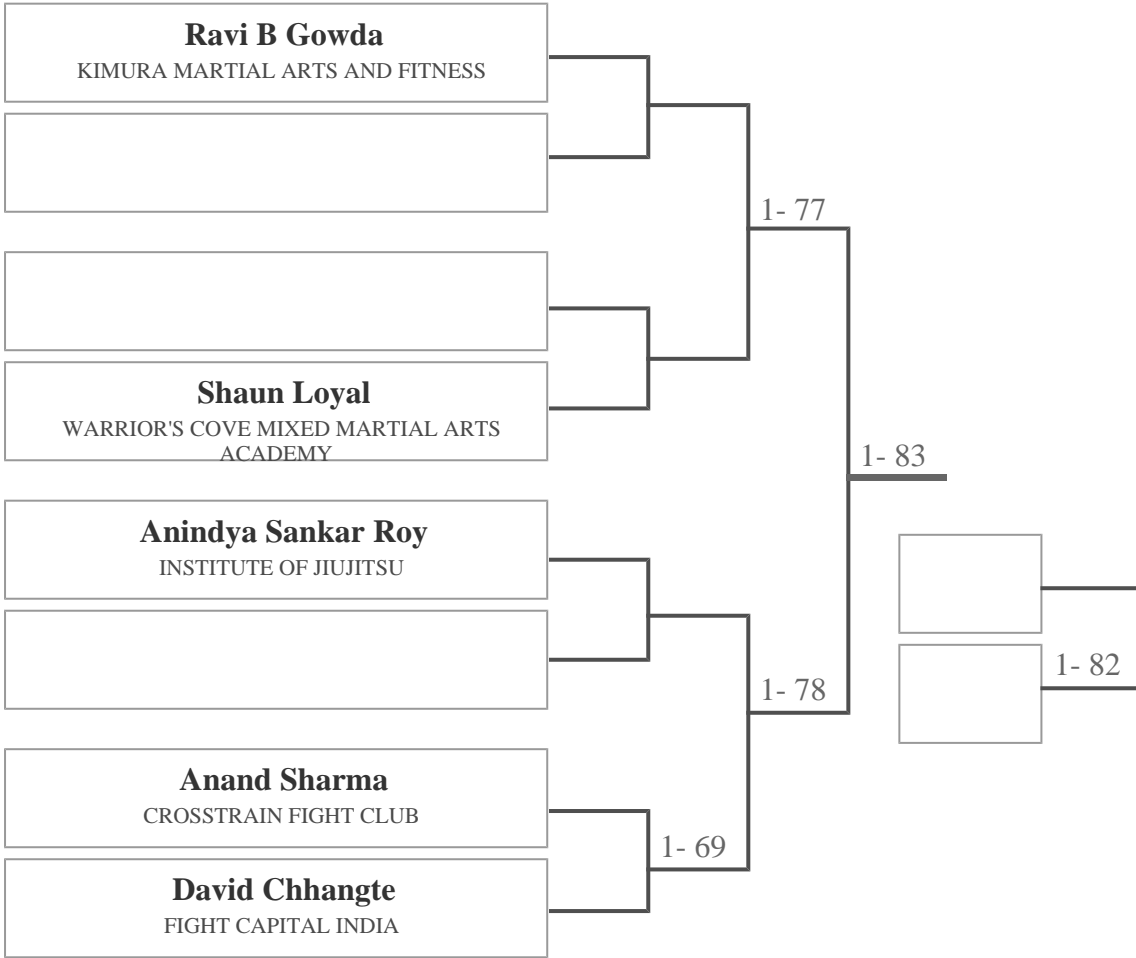 Ravi B Gowda
KIMURA MARTIAL ARTS AND FITNESS
1- 77
Shaun Loyal
WARRIOR'S COVE MIXED MARTIAL ARTS
ACADEMY
1- 83
Anindya Sankar Roy
INSTITUTE OF JIUJITSU
1- 82
1- 78
Anand Sharma
CROSSTRAIN FIGHT CLUB
1- 69
David Chhangte
FIGHT CAPITAL INDIA